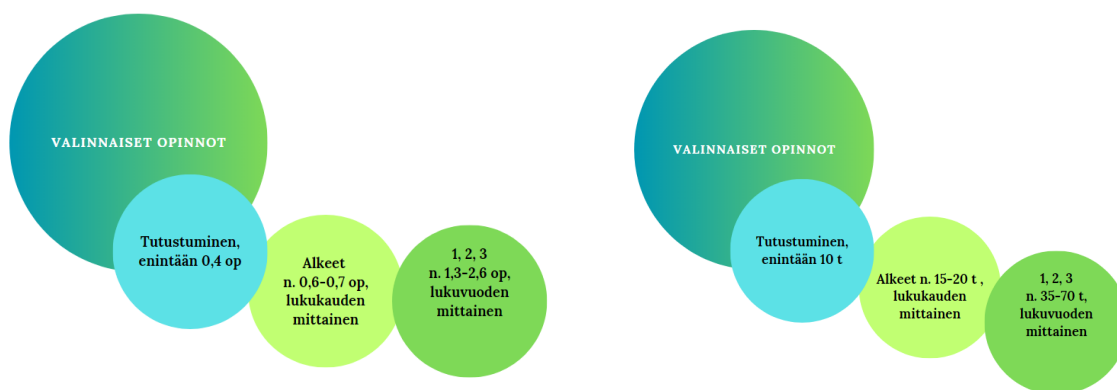 VALINNAISET OPINNOT
Tutustuminen,
enintään 0,4 op
Alkeet
n. 0,6-0,7 op,
lukukauden
mittainen
1, 2, 3
n. 1,3-2,6 op,
lukuvuoden
mittainen
VALINNAISET OPINNOT
Tutustuminen,
enintään 10 t
Alkeet n. 15-20 t ,
lukukauden
mittainen
1, 2, 3
n. 35-70 t,
lukuvuoden
mittainen